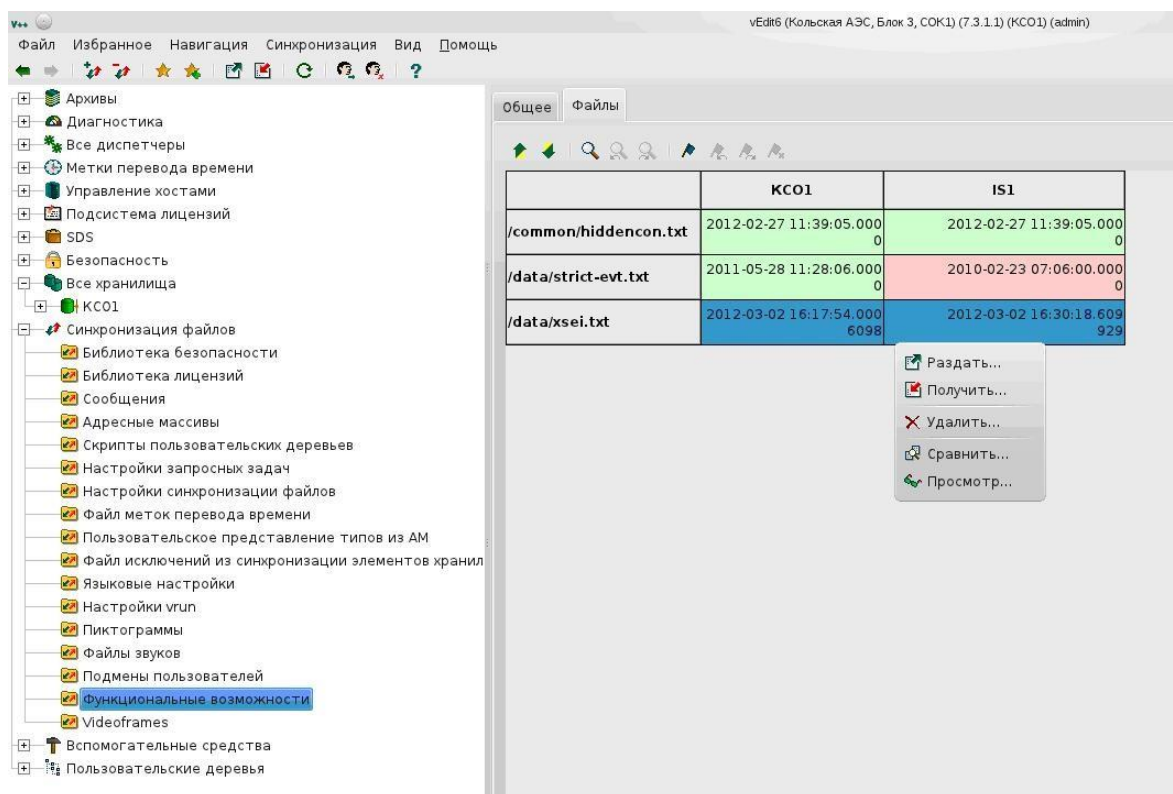 V++
vEdit6 (Кольская АЭС, Блок 3, СОК1) (7.3.1.1) (КСО1) (admin)
Файл Избранное Навигация Синхронизация Вид Помощь
?
Архивы
Диагностика
Все диспетчеры
Метки перевода времени
Управление хостами
Подсистема лицензий
SDS
Безопасность
Все хранилища
КСО1
Синхронизация файлов
Библиотека безопасности
Библиотека лицензий
Сообщения
Адресные массивы
Скрипты пользовательских деревьев
Настройки запросных задач
Настройки синхронизации файлов
Файл меток перевода времени
Пользовательское представление типов из АМ
Файл исключений из синхронизации элементов хранил
Языковые настройки
Настройки vrun
Пиктограммы
Файлы звуков
Подмены пользователей
Функциональные возможности
Videoframes
Вспомогательные средства
Пользовательские деревья
Общее Файлы
КСО1 IS1
/common/hiddencon.txt 2012-02-27 11:39:05.000 2012-02-27 11:39:05.000
0 0
/data/strict-evt.txt 2011-05-28 11:28:06.000 2010-02-23 07:06:00.000
0 0
/data/xsei.txt 2012-03-02 16:17:54.000 2012-03-02 16:30:18.609
6098 929
Раздать...
Получить...
Удалить...
Сравнить...
Просмотр...